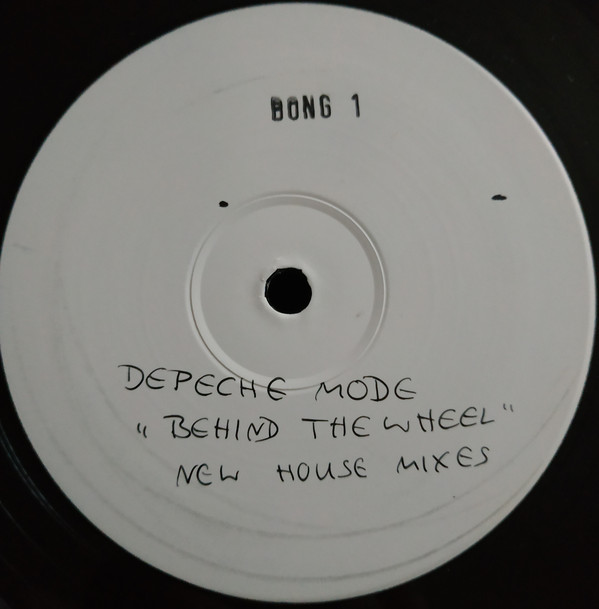 BONG 1
DEPECHE MODE
"BEHIND THE WHEEL"
NEW HOUSE MIXES